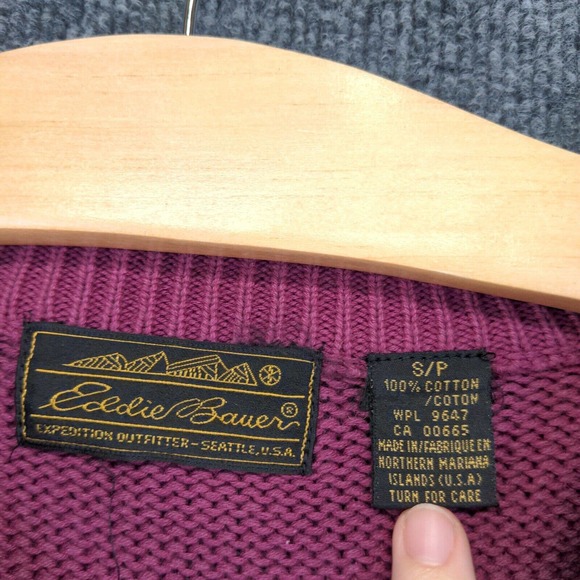 Eddie Bauer®
EXPEDITION OUTFITTER-SEATTLE, U.S.A.
S/P
100% COTTON
/COTON
WPL 9647
CA 00665
MADE IN/FABRIQUE EN
NORTHERN MARIANA
ISLANDS (U.S.A)
TURN FOR CARE